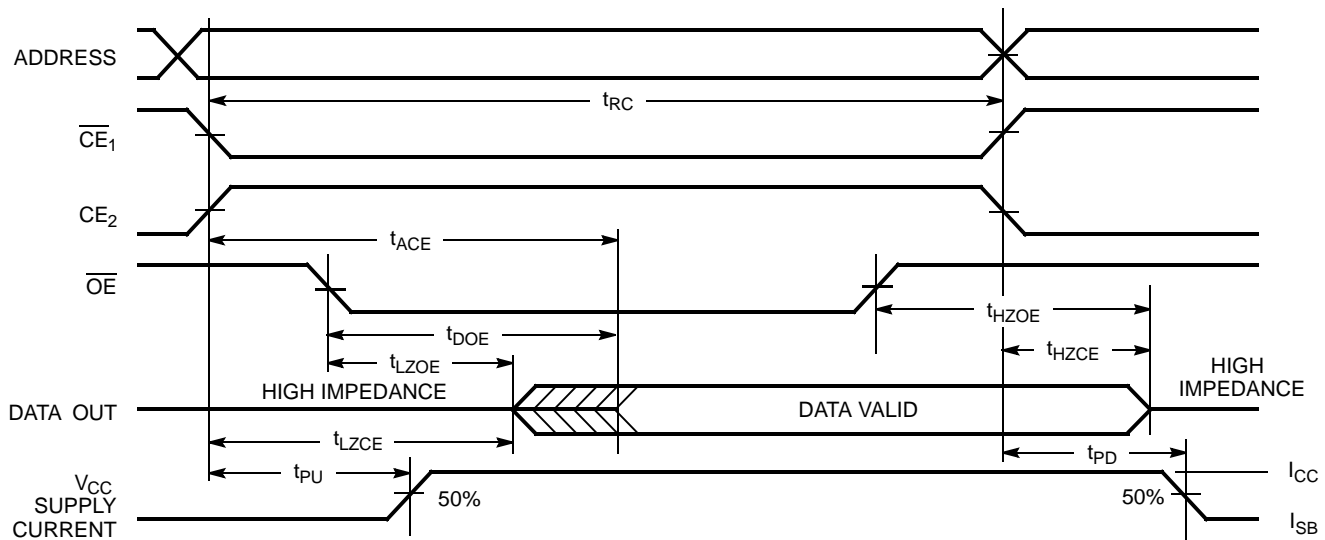 ADDRESS
tRC
CE1
CE2
tACE
OE
tHZOE
tDOE
tLZOE
tHZCE
HIGH IMPEDANCE
HIGH
IMPEDANCE
DATA OUT
DATA VALID
tLZCE
tPU
tPD
VCC
SUPPLY
CURRENT
50%
50%
ICC
ISB